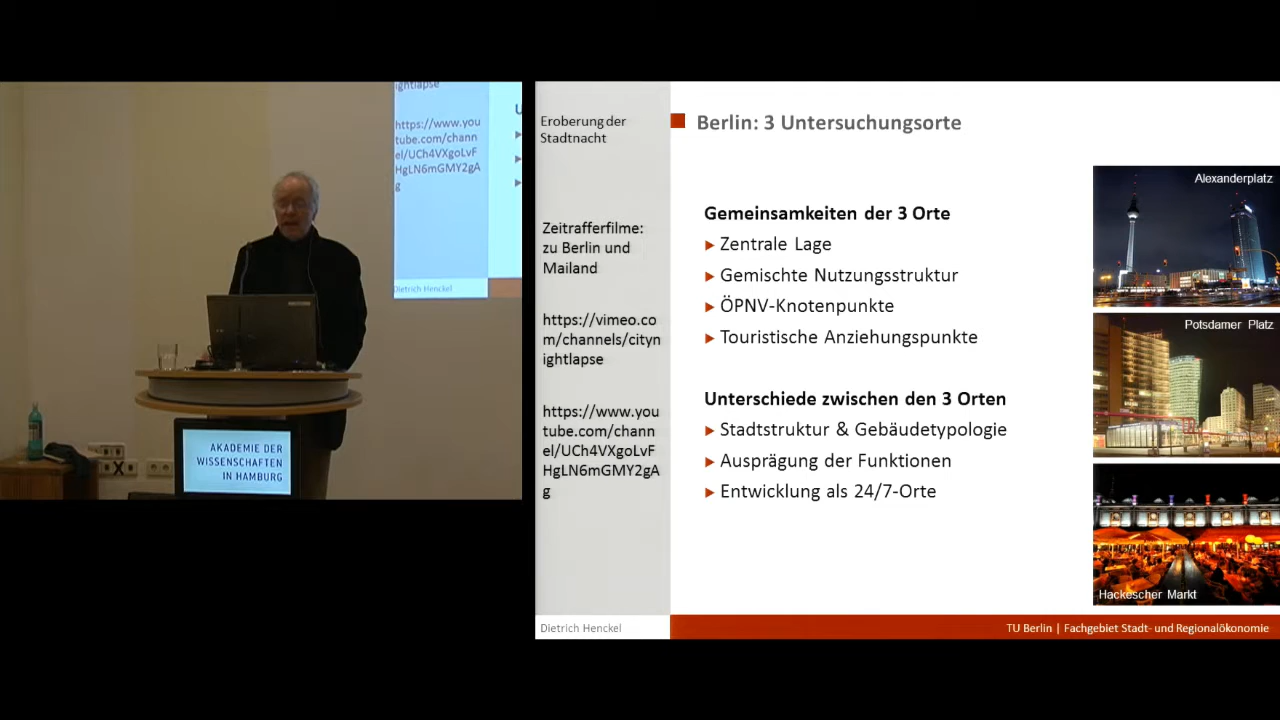 ightlapse
https://www.you
tube.com/chann
el/UCh4VXgoLvF
HgLN6mGMY2gA
g
U
Dietrich Henckel
AKADEMIE DER
WISSENSCHAFTEN
IN HAMBURG
X
Eroberung der
Stadtnacht
Zeitrafferfilme:
zu Berlin und
Mailand
https://vimeo.co
m/channels/cityn
ightlapse
https://www.you
tube.com/chann
el/UCh4VXgoLvF
HgLN6mGMY2gA
g
Dietrich Henckel
Berlin: 3 Untersuchungsorte
Gemeinsamkeiten der 3 Orte
Zentrale Lage
Gemischte Nutzungsstruktur
ÖPNV-Knotenpunkte
Touristische Anziehungspunkte
Unterschiede zwischen den 3 Orten
Stadtstruktur & Gebäudetypologie
Ausprägung der Funktionen
Entwicklung als 24/7-Orte
Alexanderplatz
Potsdamer Platz
Hackescher Markt
TU Berlin | Fachgebiet Stadt- und Regionalökonomie